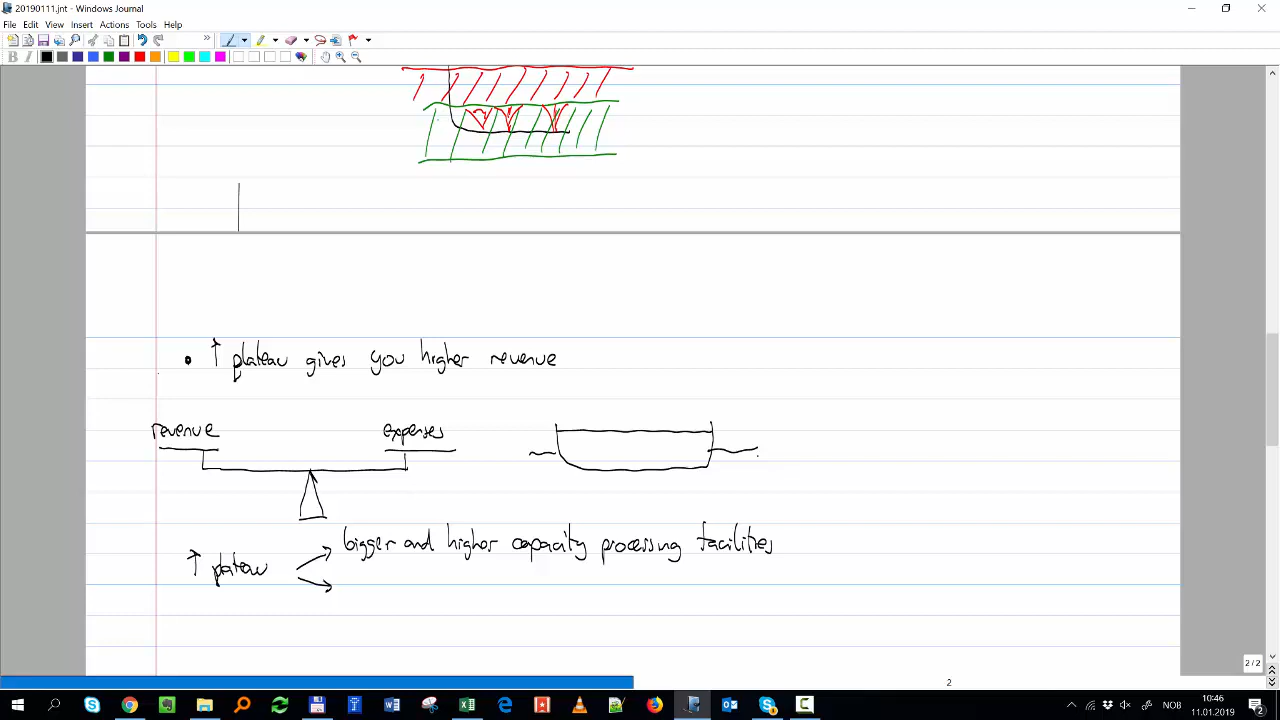 20190111.jnt - Windows Journal
File Edit View Insert Actions Tools Help
B I
• ↑ plateau gives you higher revenue
revenue expenses
bigger and higher capacity processing facilities
↑ plateau
2/2
2
NOB
10:46
11.01.2019